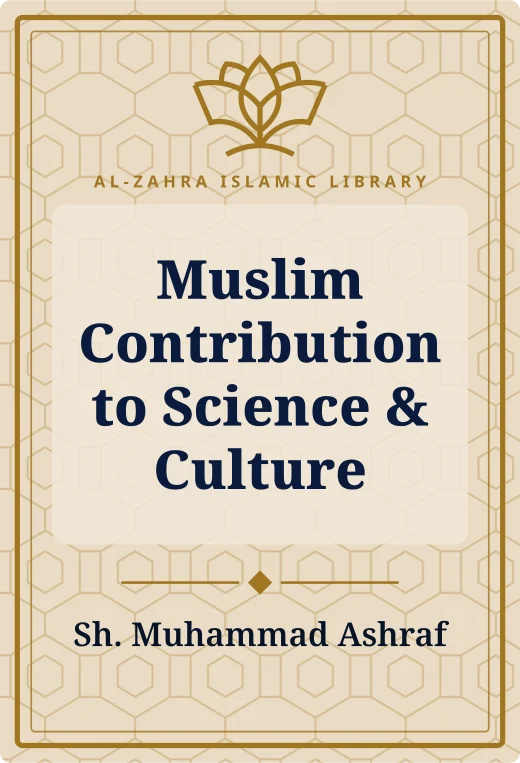 AL-ZAHRA ISLAMIC LIBRARY
Muslim
Contribution
to Science &
Culture
Sh. Muhammad Ashraf